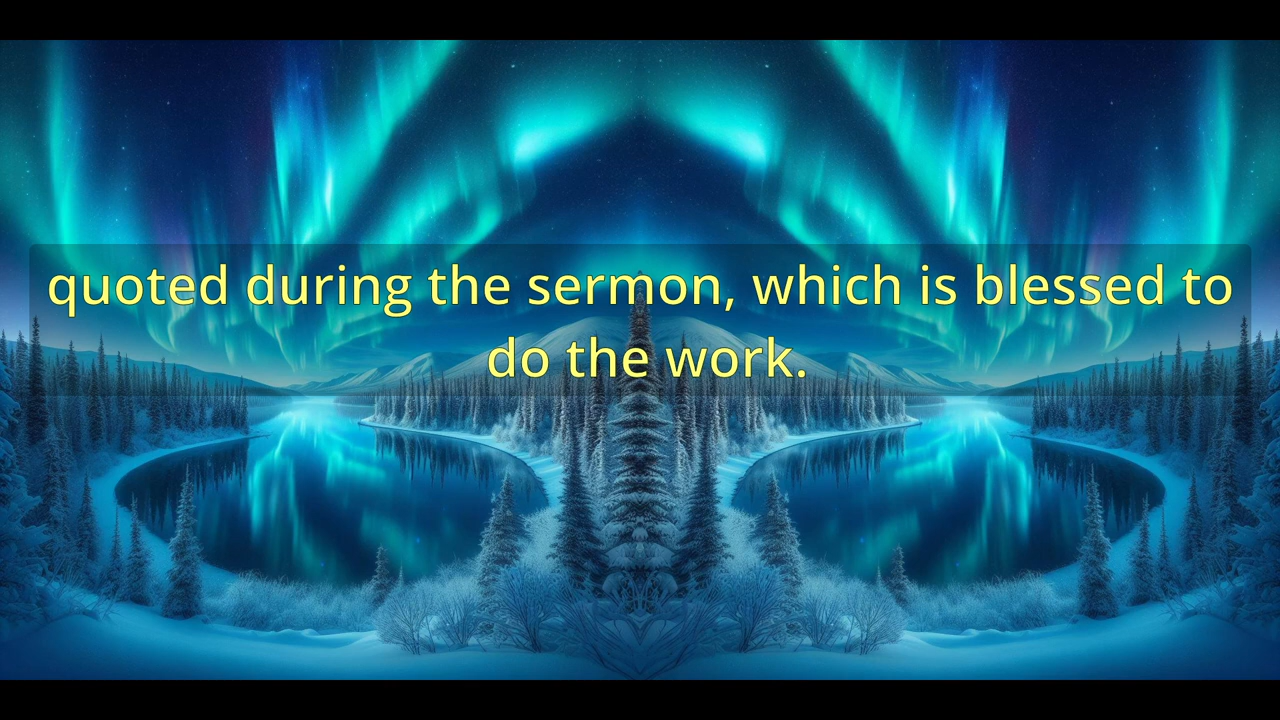 quoted during the sermon, which is blessed to
do the work.